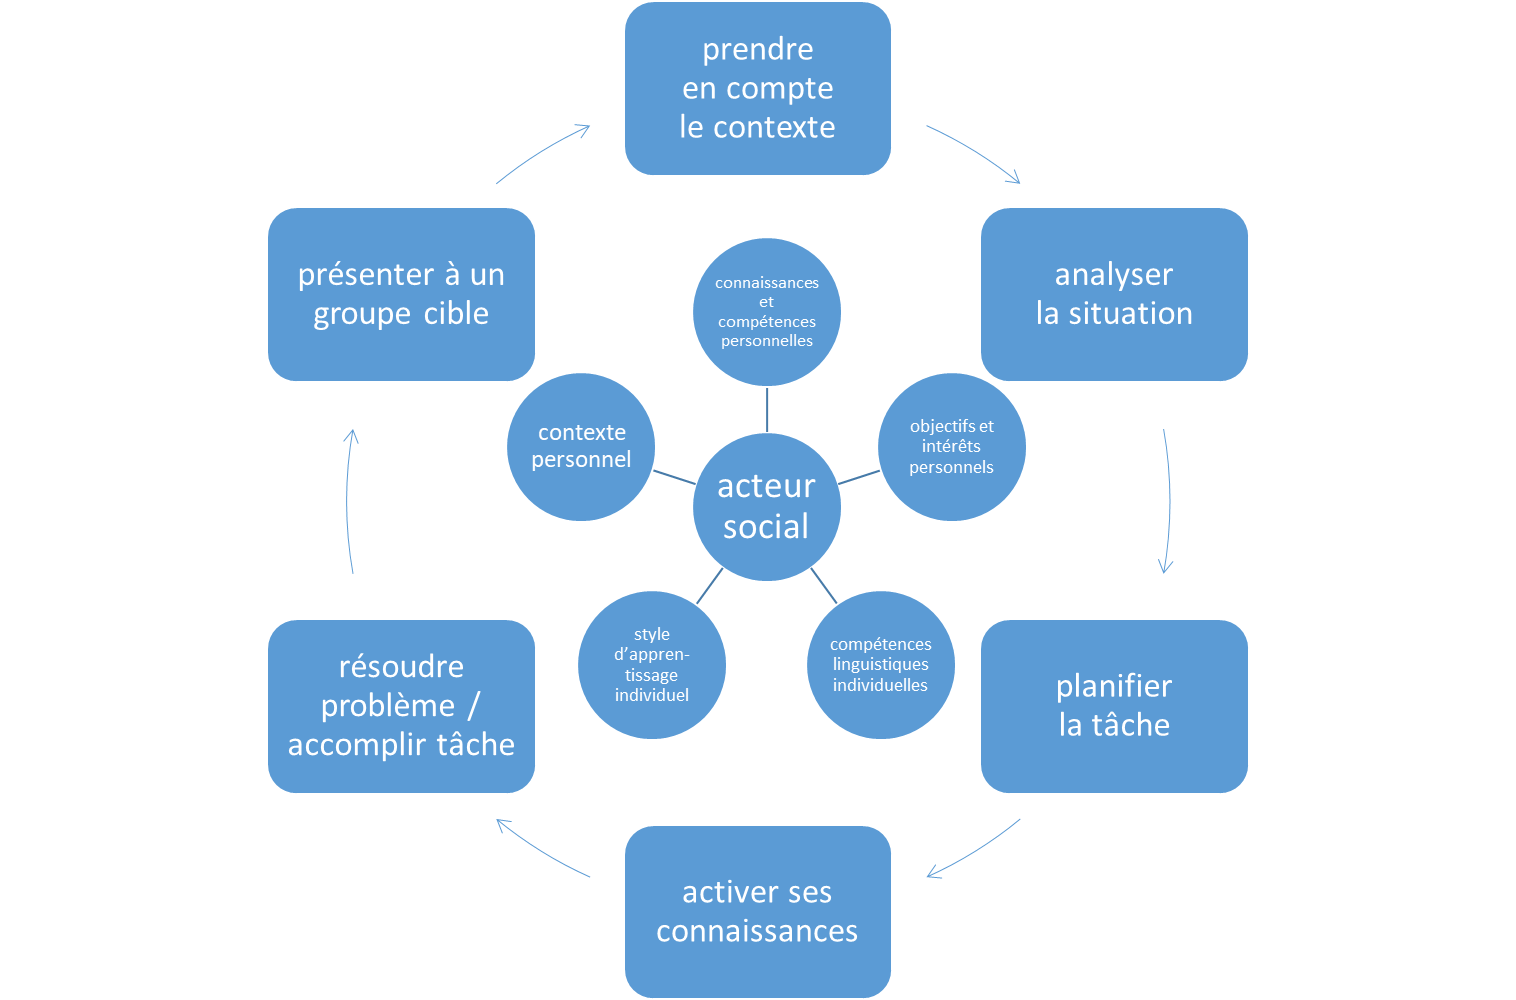 prendre
en compte
le contexte
présenter à un
groupe cible
analyser
la situation
connaissances
et
compétences
personnelles
contexte
personnel
objectifs et
intérêts
personnels
acteur
social
style
d’appren-
tissage
individuel
compétences
linguistiques
individuelles
résoudre
problème /
accomplir tâche
planifier
la tâche
activer ses
connaissances